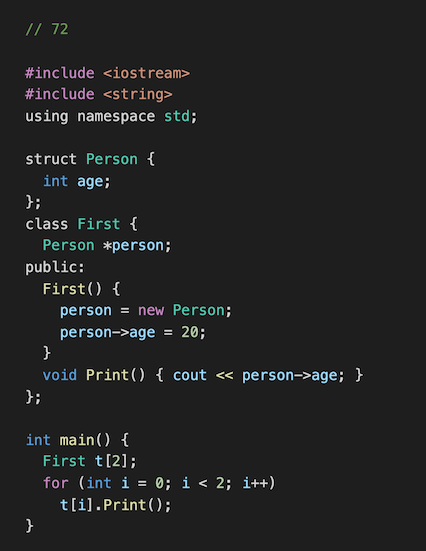 // 72
#include <iostream>
#include <string>
using namespace std;
struct Person {
  int age;
};
class First {
  Person *person;
public:
  First() {
    person = new Person;
    person->age = 20;
  }
  void Print() { cout << person->age; }
};
int main() {
  First t[2];
  for (int i = 0; i < 2; i++)
    t[i].Print();
}